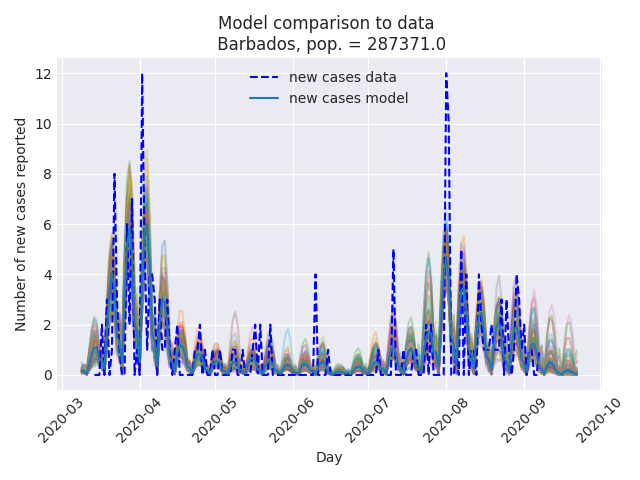 Model comparison to data
Barbados, pop. = 287371.0
new cases data
new cases model
Number of new cases reported
12
10
8
6
4
2
0
2020-03
2020-04
2020-05
2020-06
2020-07
2020-08
2020-09
2020-10
Day